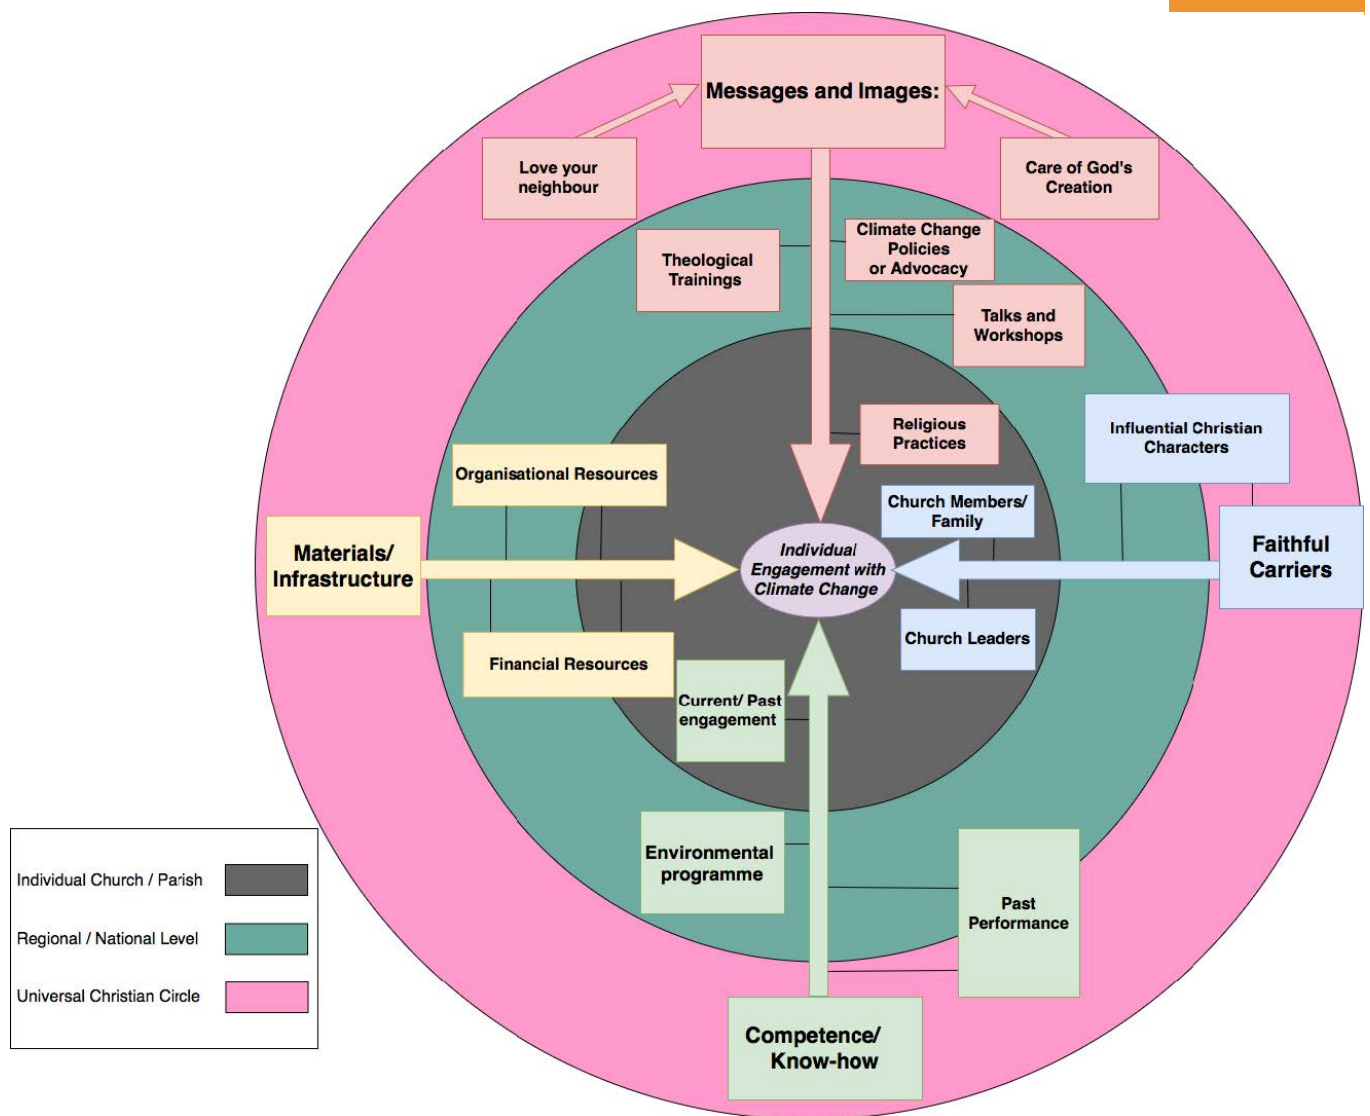 Messages and Images:
Love your
neighbour
Care of God's
Creation
Theological
Trainings
Climate Change
Policies
or Advocacy
Talks and
Workshops
Religious
Practices
Influential Christian
Characters
Organisational Resources
Church Members/
Family
Materials/
Infrastructure
Individual
Engagement with
Climate Change
Faithful
Carriers
Financial Resources
Church Leaders
Current/ Past
engagement
Environmental
programme
Past
Performance
Competence/
Know-how
Individual Church / Parish
Regional / National Level
Universal Christian Circle